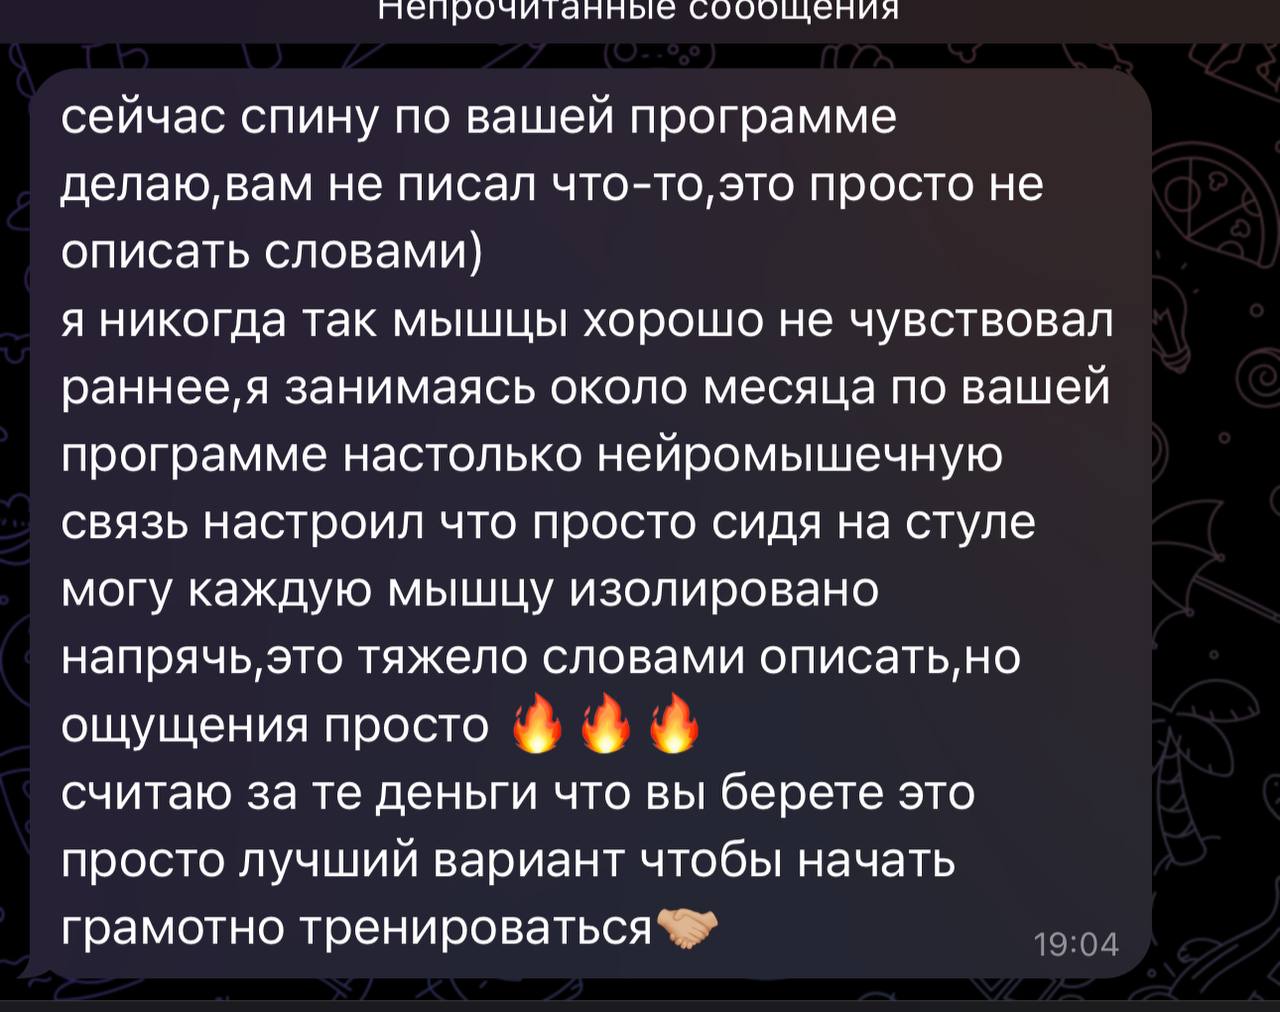 Непрочитанные сообщения
сейчас спину по вашей программе
делаю,вам не писал что-то,это просто не
описать словами)
я никогда так мышцы хорошо не чувствовал
раннее,я занимаясь около месяца по вашей
программе настолько нейромышечную
связь настроил что просто сидя на стуле
могу каждую мышцу изолировано
напрячь,это тяжело словами описать,но
ощущения просто 🔥🔥🔥
считаю за те деньги что вы берете это
просто лучший вариант чтобы начать
грамотно тренироваться🤝🏼
19:04